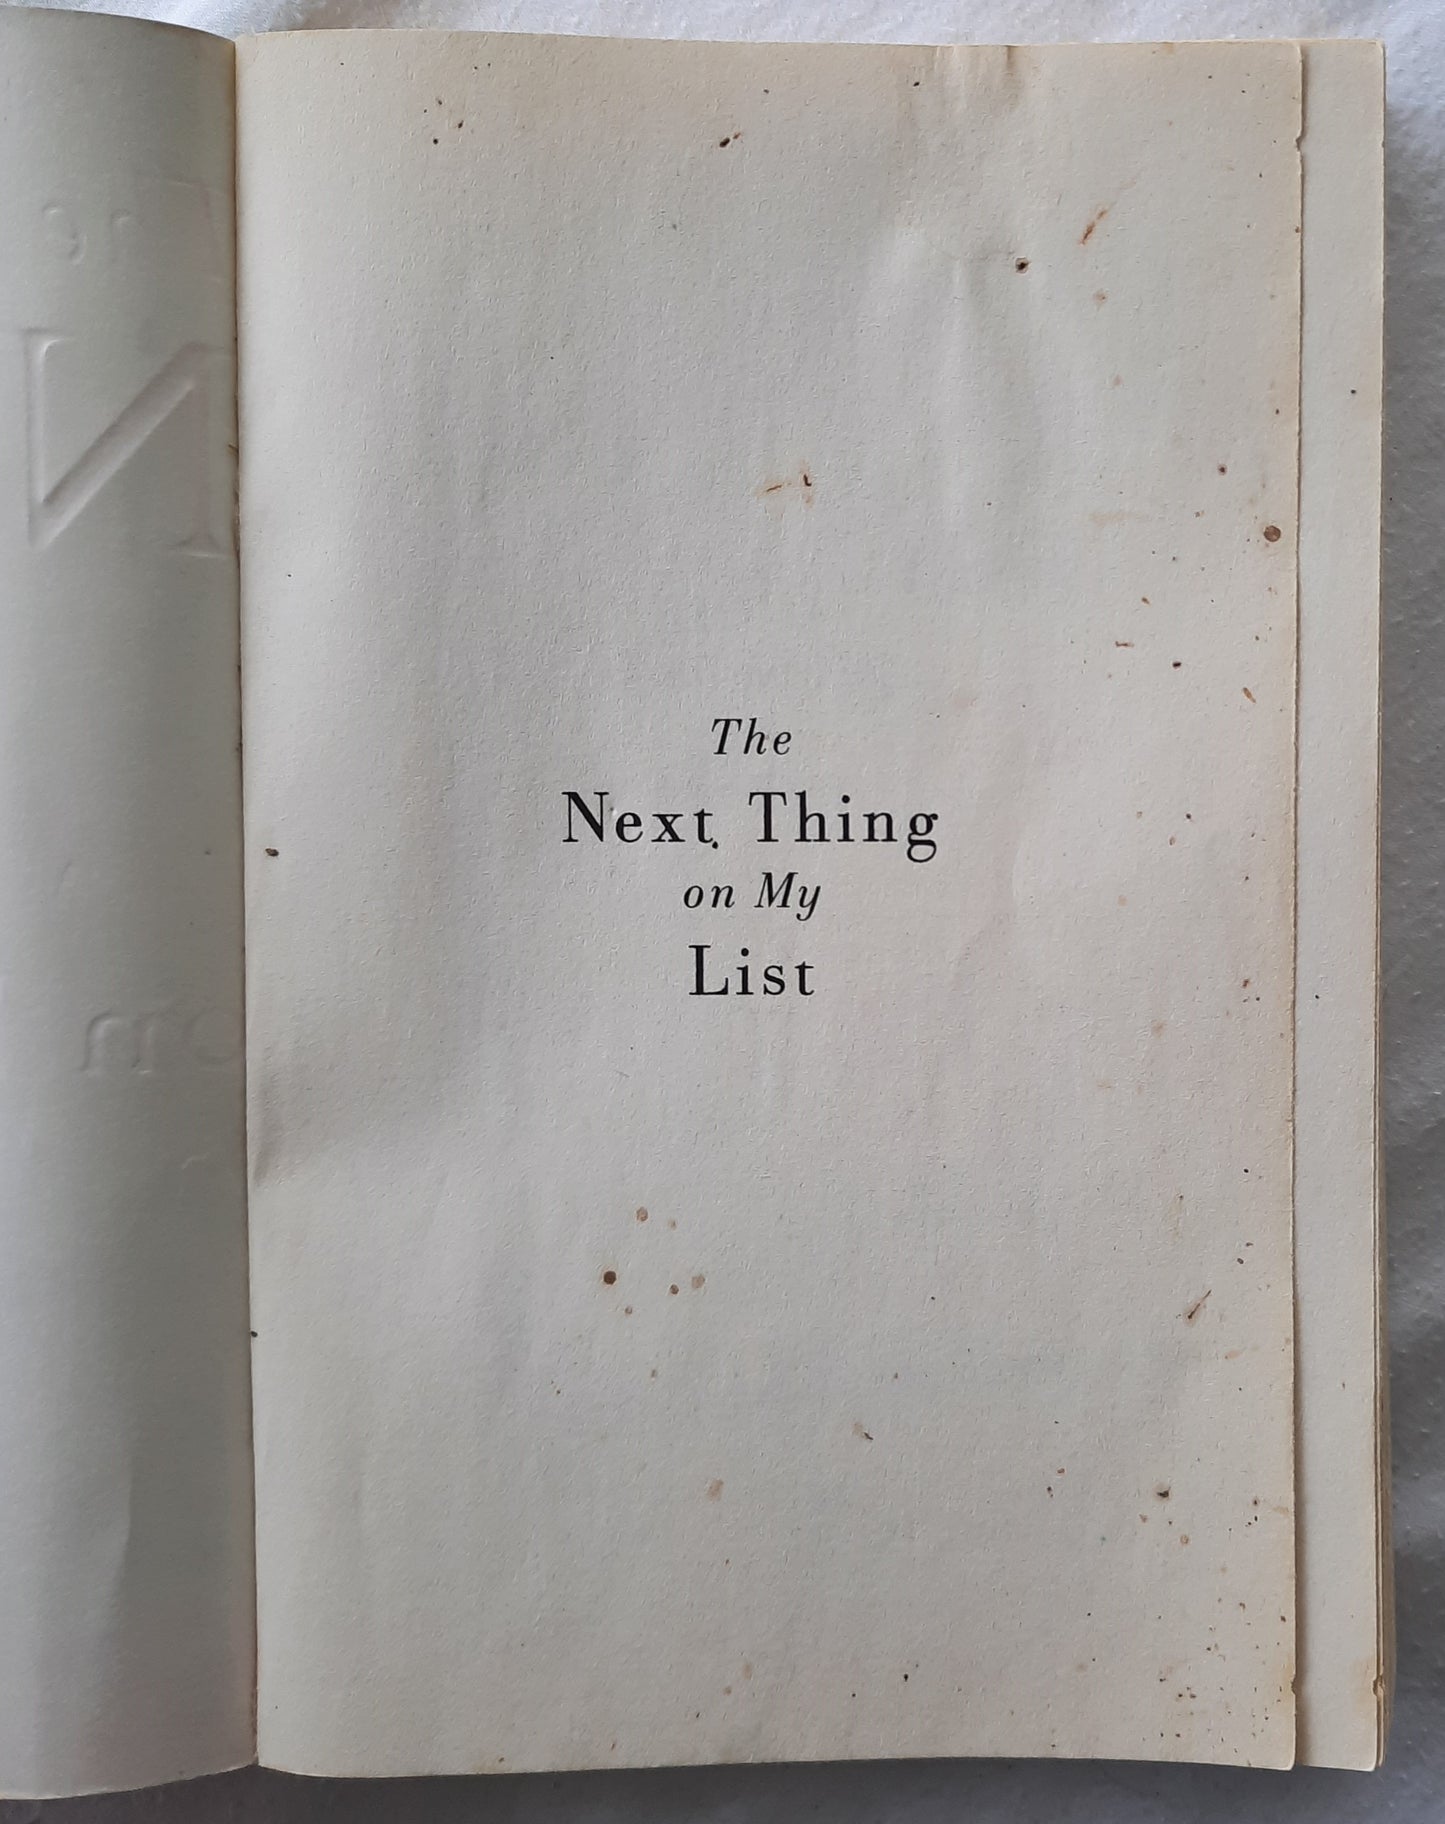 The
Next Thing
on My
List